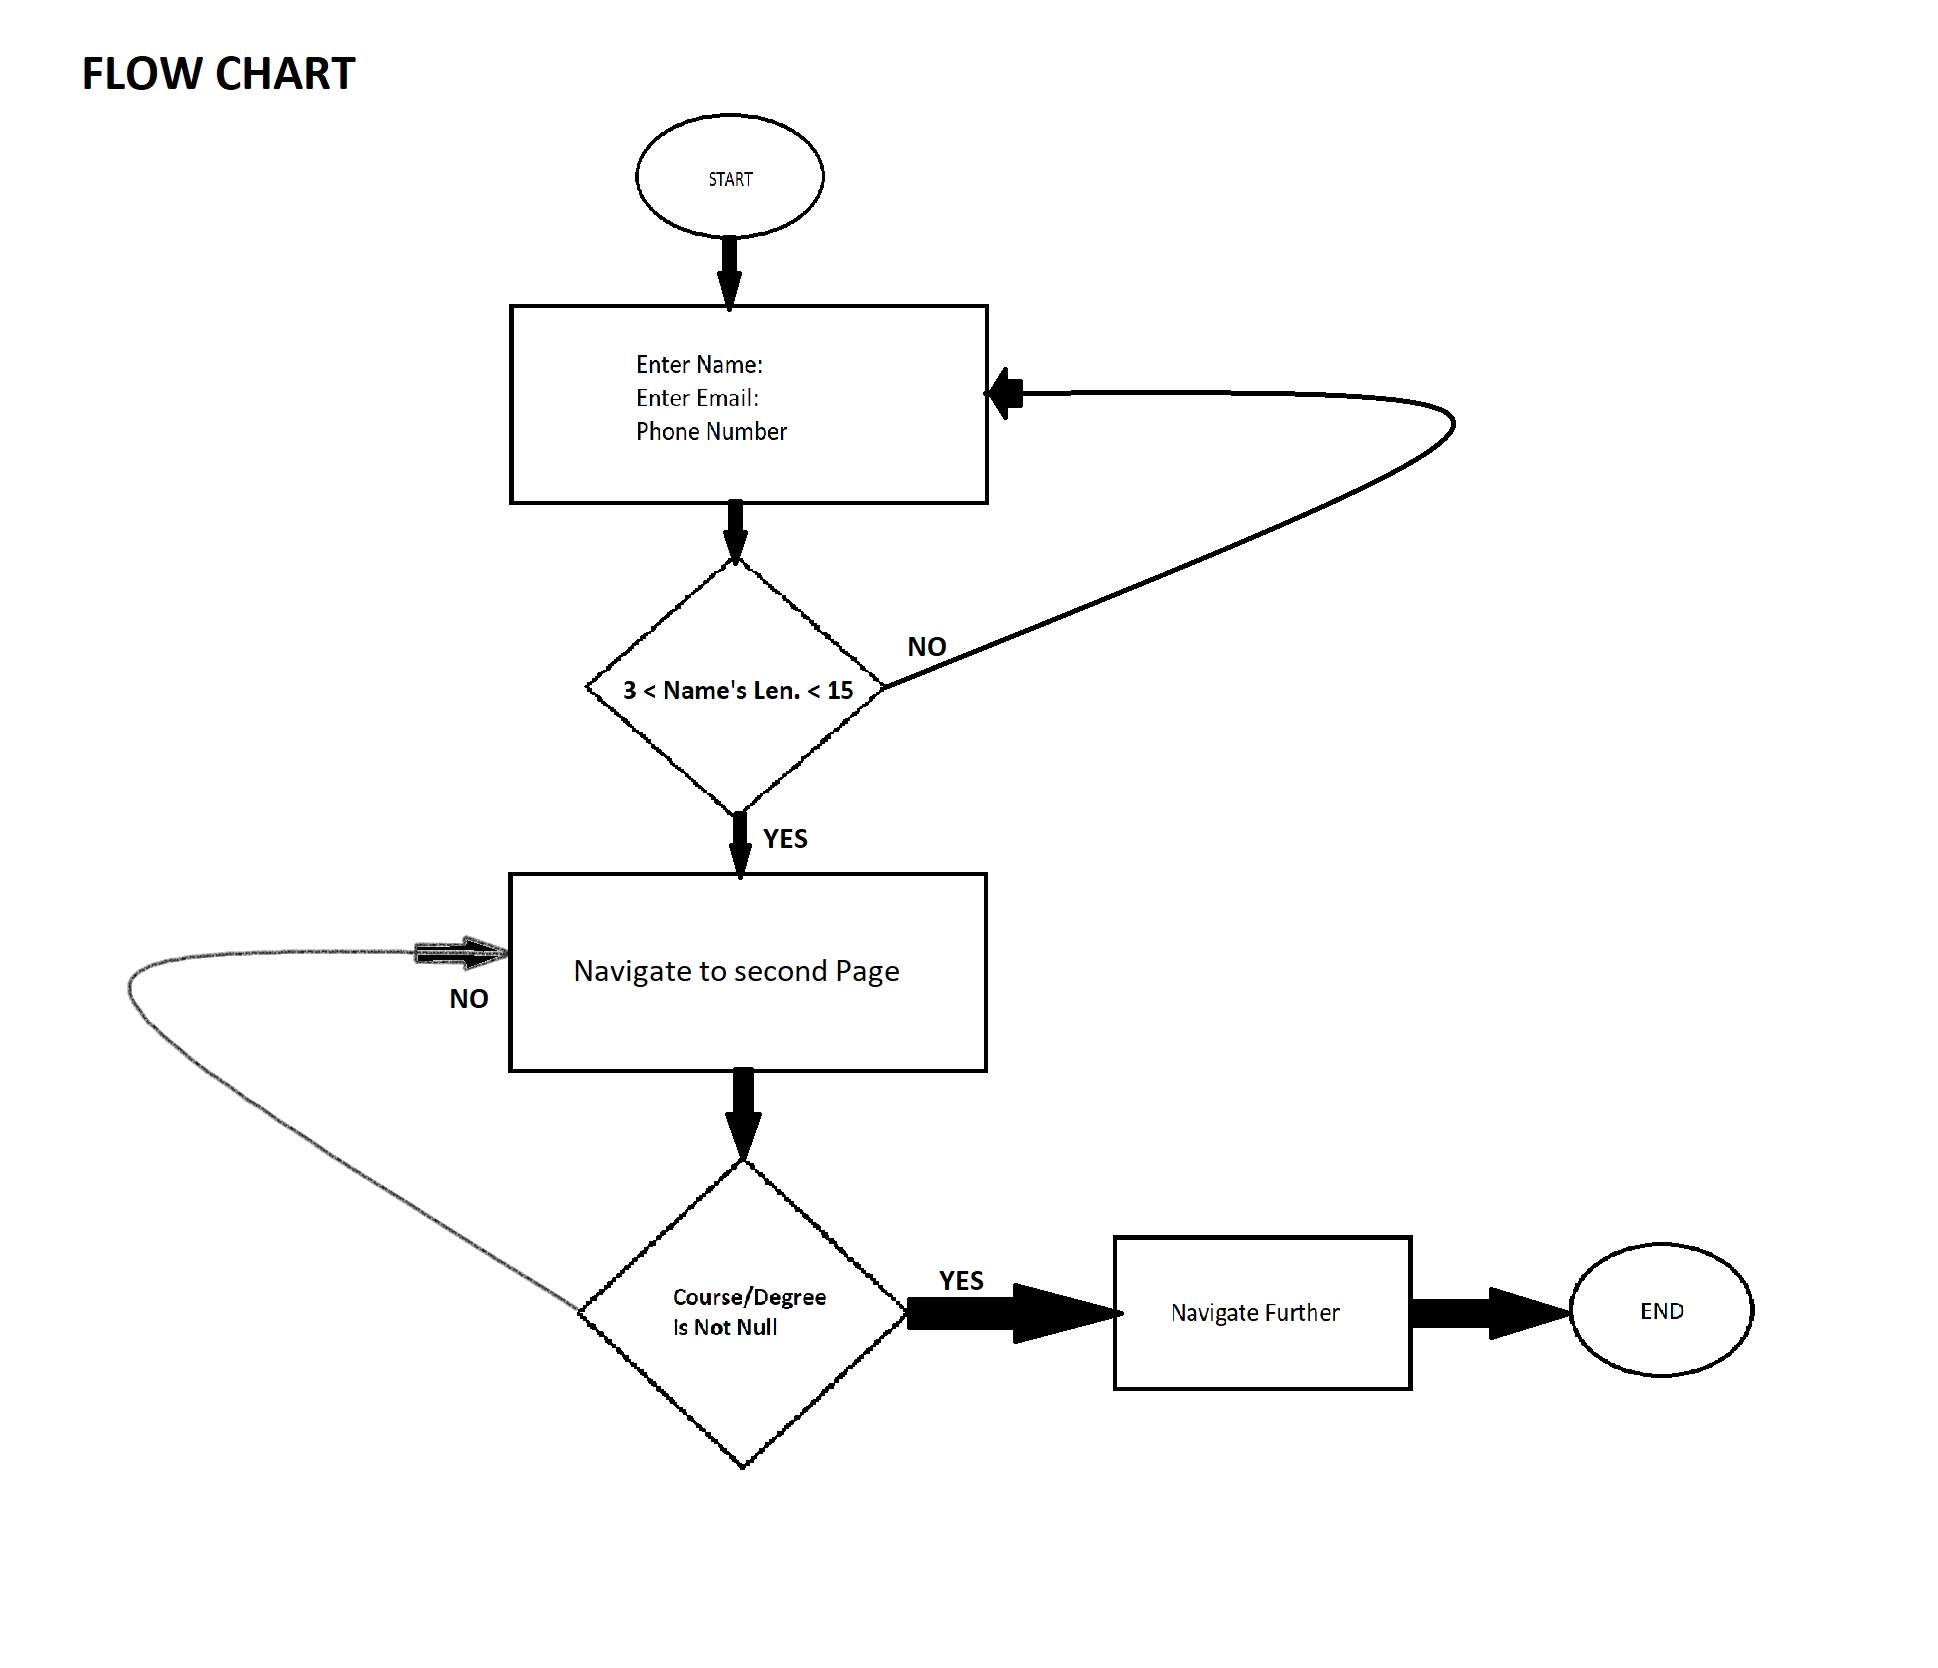 FLOW CHART
START
Enter Name:
Enter Email:
Phone Number
NO
3 < Name's Len. < 15
YES
Navigate to second Page
NO
Course/Degree
Is Not Null
YES
Navigate Further
END